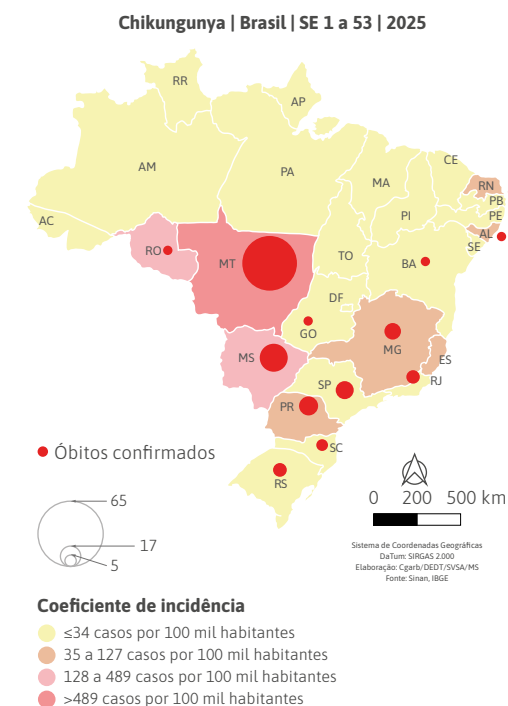 Chikungunya | Brasil | SE 1 a 53 | 2025
RR
AP
AM
PA
CE
MA
RN
PB
PI
PE
AC
AL
SE
RO
MT
TO
BA
DF
GO
MG
MS
ES
SP
RJ
PR
SC
RS
Óbitos confirmados
65
17
5
0 200 500 km
Sistema de Coordenadas Geográficas
DaTum: SIRGAS 2.000
Elaboração: Cgarb/DEDT/SVSA/MS
Fonte: Sinan, IBGE
Coeficiente de incidência
≤34 casos por 100 mil habitantes
35 a 127 casos por 100 mil habitantes
128 a 489 casos por 100 mil habitantes
>489 casos por 100 mil habitantes